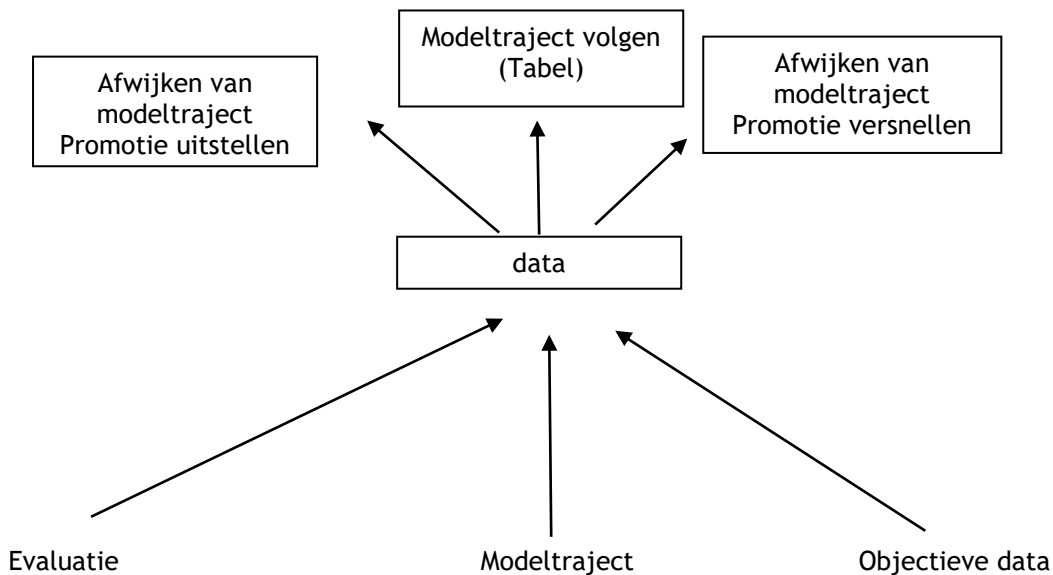 Modeltraject volgen
(Tabel)
Afwijken van
modeltraject
Promotie uitstellen
Afwijken van
modeltraject
Promotie versnellen
data
Evaluatie
Modeltraject
Objectieve data